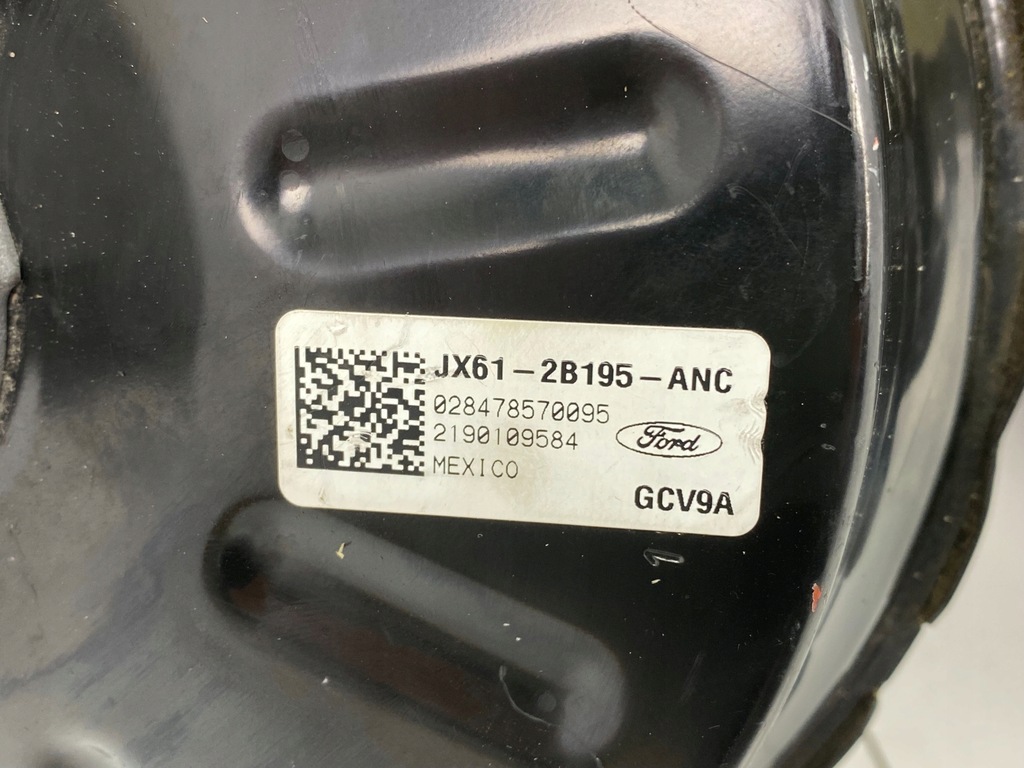 JX61-2B195-ANC
028478570095
2190109584
MEXICO
Ford
GCV9A